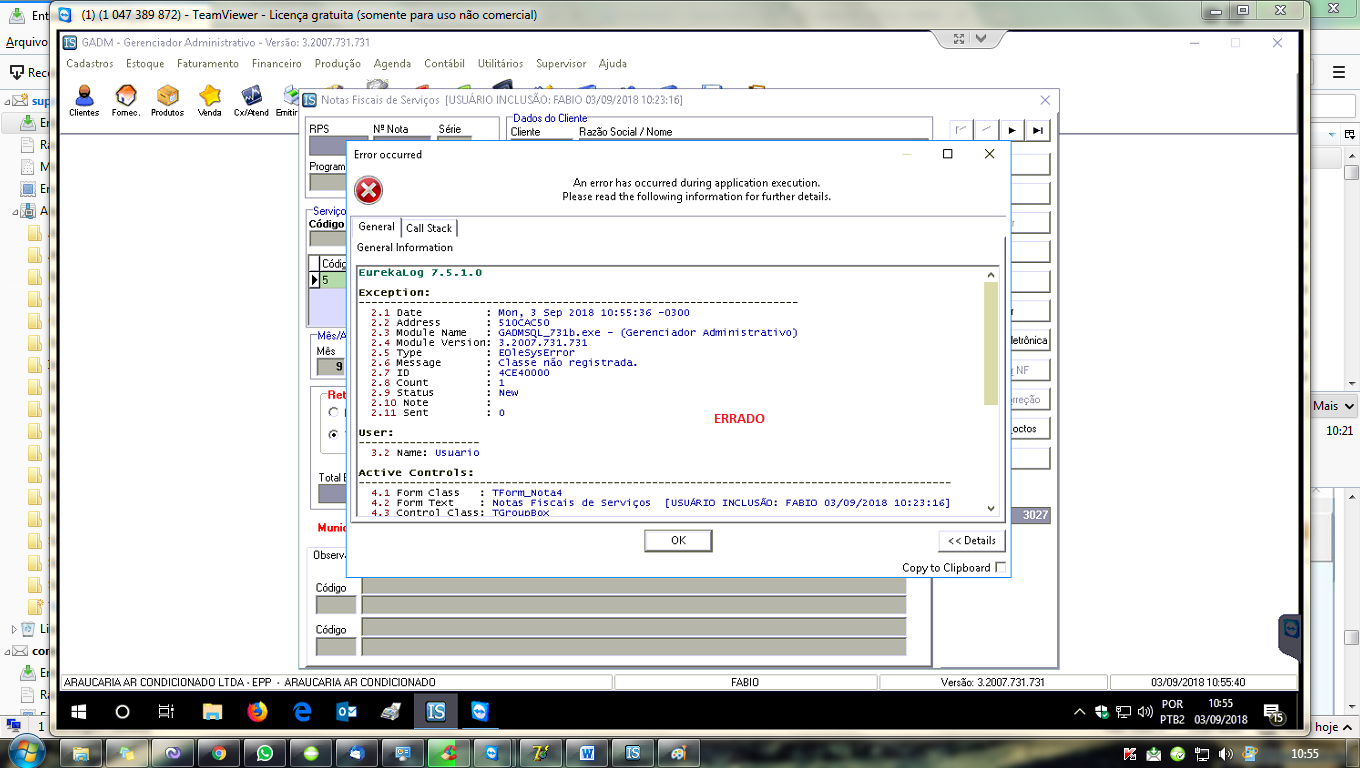 Ent
(1) (1 047 389 872) - TeamViewer - Licença gratuita (somente para uso não comercial)
Arquivo
IS GADM - Gerenciador Administrativo - Versão: 3.2007.731.731
Cadastros Estoque Faturamento Financeiro Produção Agenda Contábil Utilitários Supervisor Ajuda
Clientes Fornec. Produtos Venda Cx/Atend Emitir
IS Notas Fiscais de Serviços [USUÁRIO INCLUSÃO: FABIO 03/09/2018 10:23:16]
RPS Nº Nota Série
Dados do Cliente
Cliente Razão Social / Nome
Program
Serviço
Código
Códig
5
Mês/A
Mês
9
Ret
Total
Munic
Observ
Error occurred
An error has occurred during application execution.
Please read the following information for further details.
General Call Stack
General Information
EurekaLog 7.5.1.0
Exception:
-------------------------------------------------------------------
2.1 Date : Mon, 3 Sep 2018 10:55:36 -0300
2.2 Address : 510CAC50
2.3 Module Name : GADMSQL_731b.exe - (Gerenciador Administrativo)
2.4 Module Version: 3.2007.731.731
2.5 Type : EOleSysError
2.6 Message : Classe não registrada.
2.7 ID : 4CE40000
2.8 Count : 1
2.9 Status : New
2.10 Note :
2.11 Sent : 0
ERRADO
User:
------------------
3.2 Name: Usuario
Active Controls:
------------------------------------------------------------------------------------------
4.1 Form Class : TForm_Nota4
4.2 Form Text : Notas Fiscais de Serviços [USUÁRIO INCLUSÃO: FABIO 03/09/2018 10:23:16]
4.3 Control Class: TGroupBox
OK
<< Details
Copy to Clipboard
letrônica
NF
rreção
octos
3027
Código
Código
ARAUCARIA AR CONDICIONADO LTDA - EPP - ARAUCARIA AR CONDICIONADO
FABIO
Versão: 3.2007.731.731
03/09/2018 10:55:40
IS
POR
PTB2
10:55
03/09/2018
15
Rec
sup
Mais
10:21
con
1
hoje
W
IS
10:55